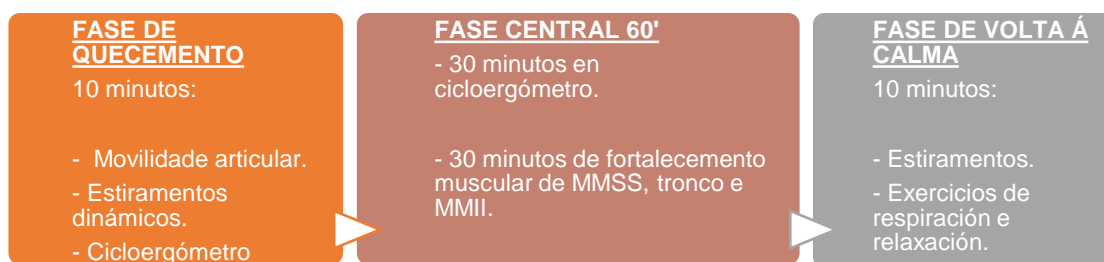 FASE DE
QUECEMENTO
10 minutos:
- Movilidade articular.
- Estiramentos
dinámicos.
- Cicloergómetro
FASE CENTRAL 60'
- 30 minutos en
cicloergómetro.
- 30 minutos de fortalecemento
muscular de MMSS, tronco e
MMII.
FASE DE VOLTA Á
CALMA
10 minutos:
- Estiramentos.
- Exercicios de
respiración e
relaxación.